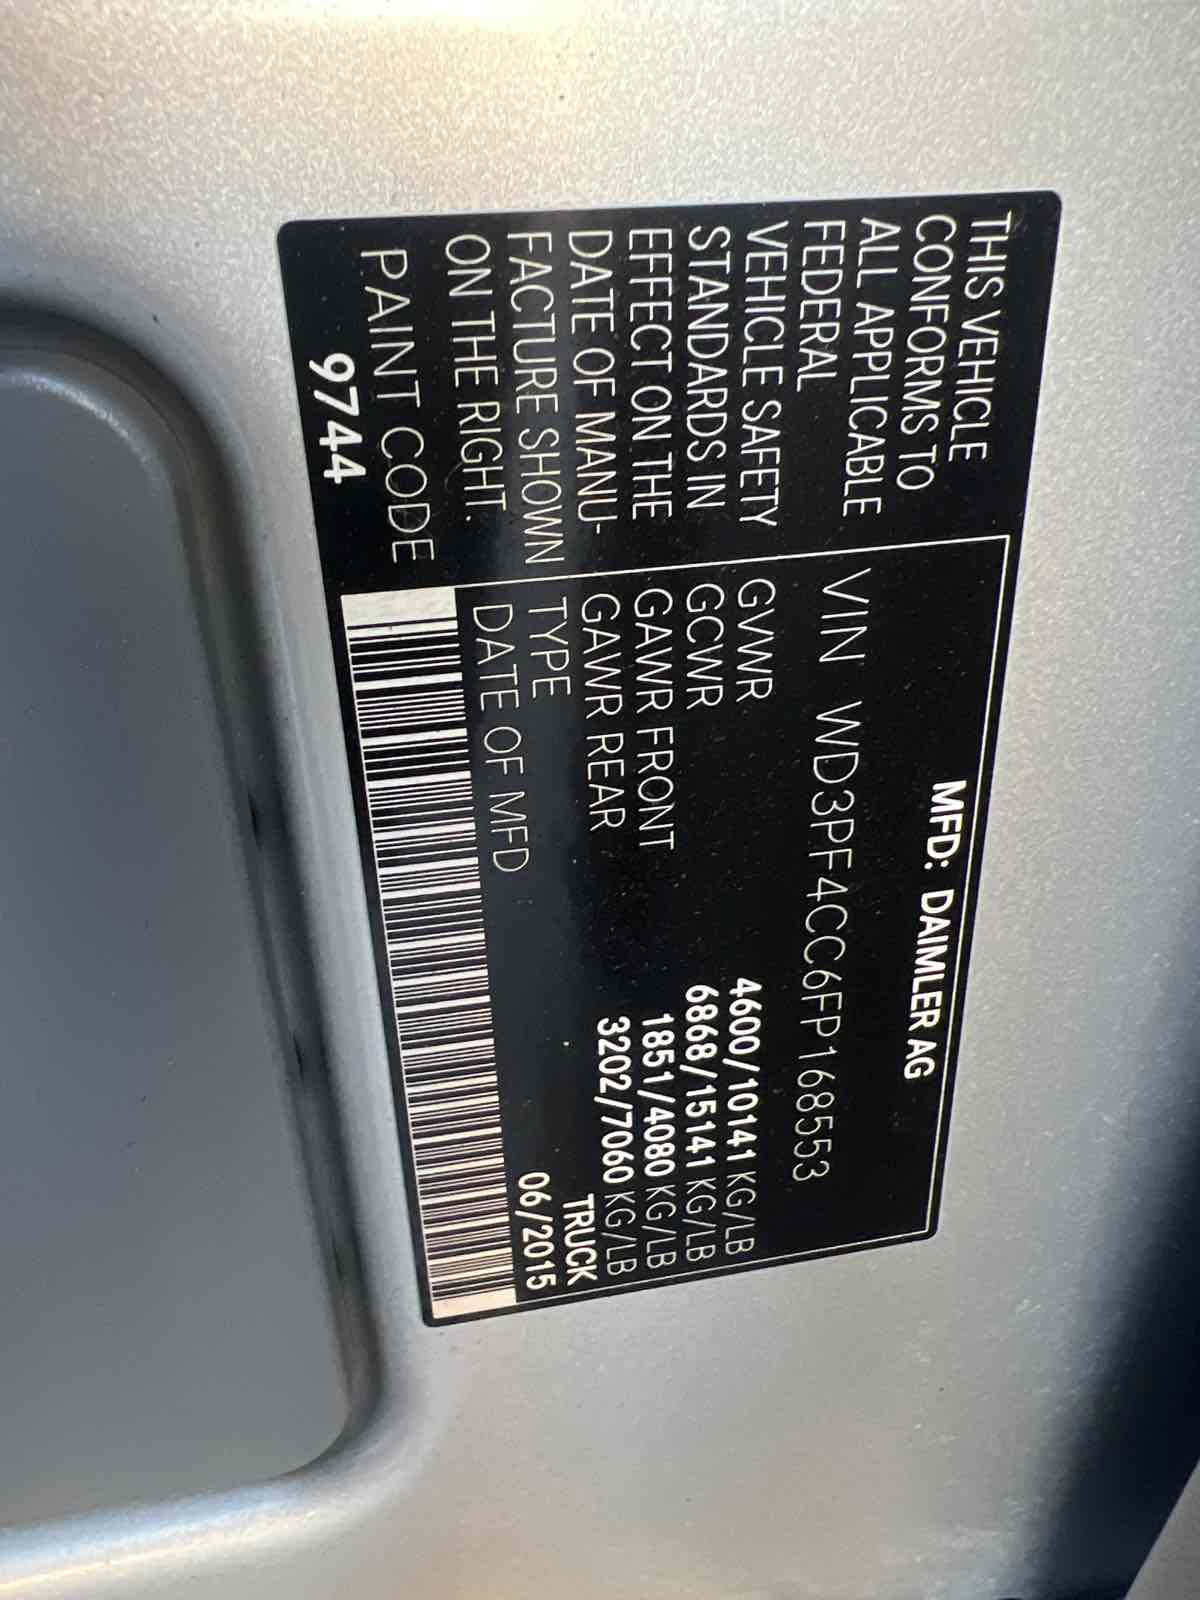 MFD: DAIMLER AG
THIS VEHICLE
CONFORMS TO
ALL APPLICABLE
FEDERAL
VEHICLE SAFETY
STANDARDS IN
EFFECT ON THE
DATE OF MANU-
FACTURE SHOWN
ON THE RIGHT.
PAINT CODE
9744
VIN WD3PF4CC6FP168553
GVWR 4600/10141 KG/LB
GCWR 6868/15141 KG/LB
GAWR FRONT 1851/4080 KG/LB
GAWR REAR 3202/7060 KG/LB
TYPE TRUCK
DATE OF MFD 06/2015